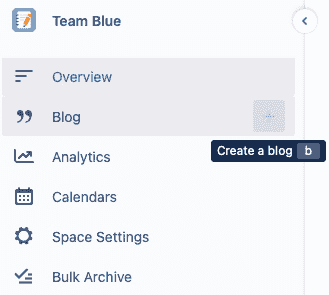 Team Blue
Overview
Blog
Create a blog b
Analytics
Calendars
Space Settings
Bulk Archive